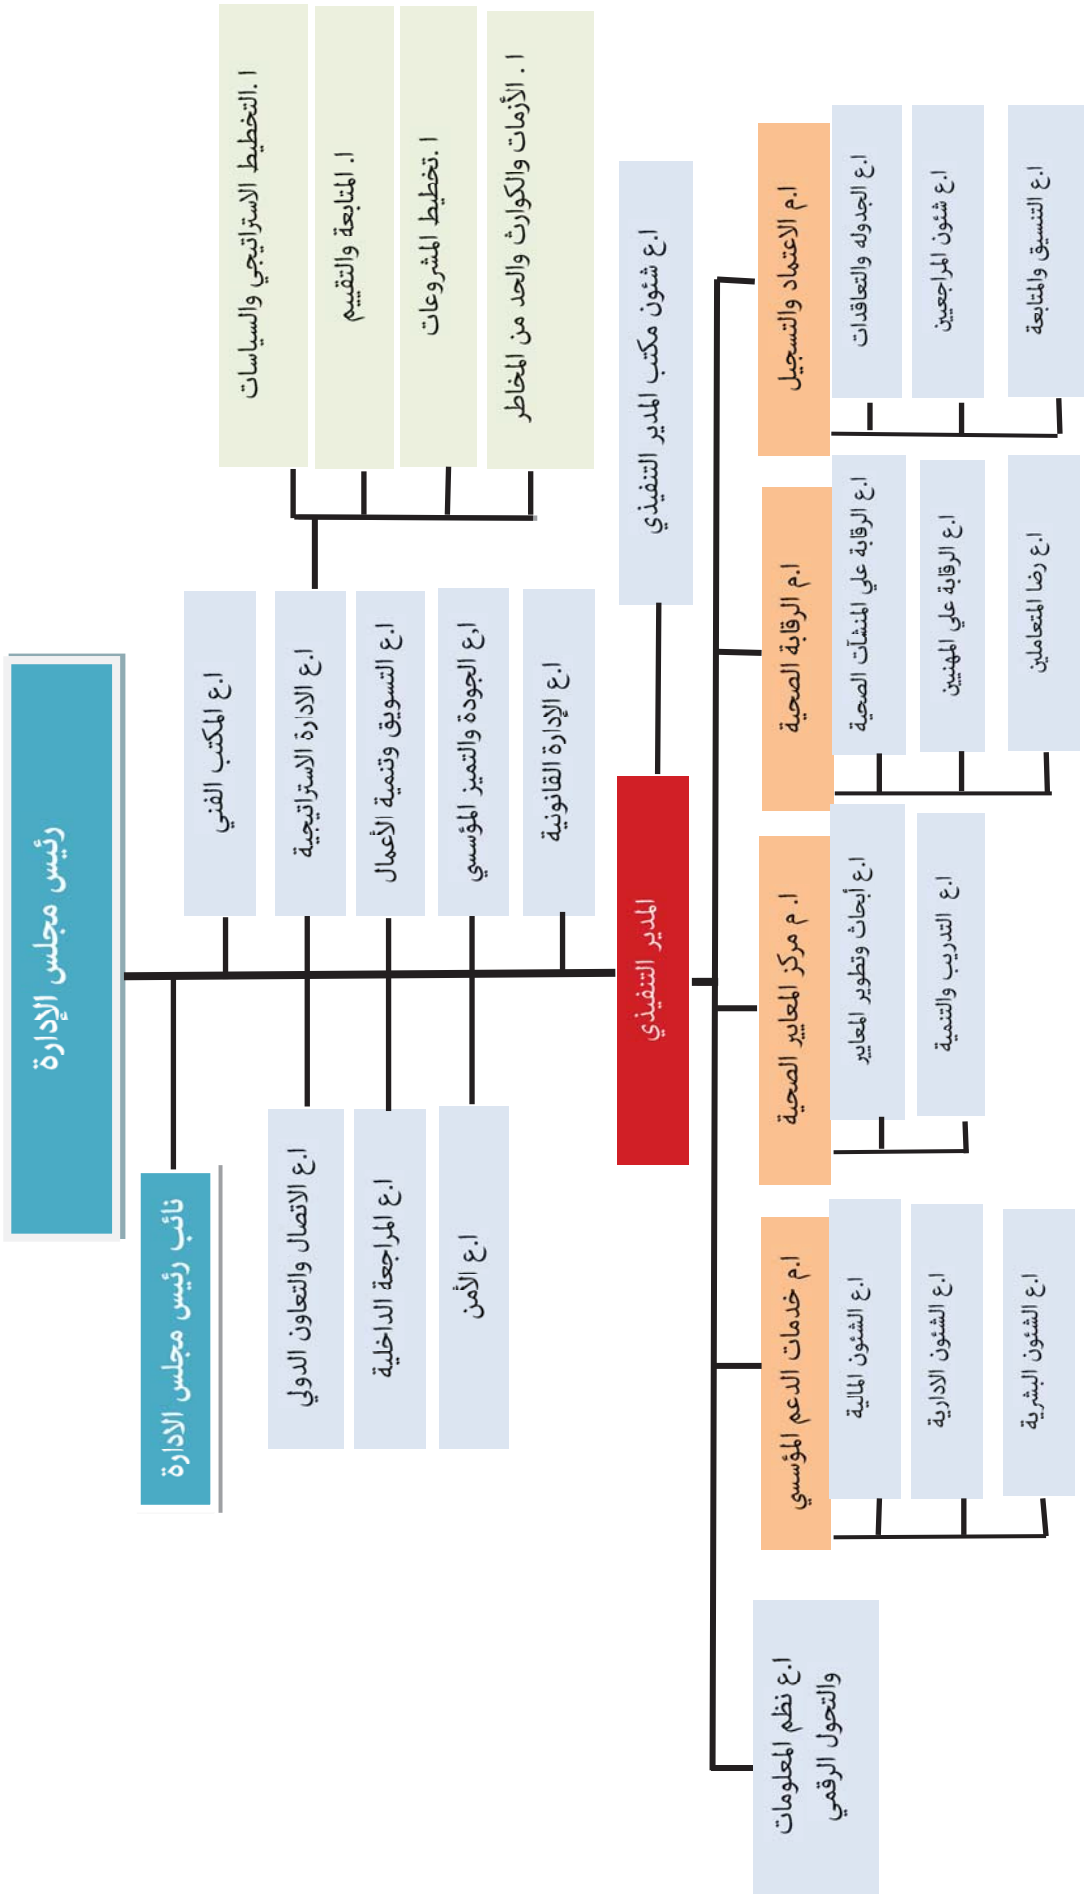 رئيس مجلس الإدارة
نائب رئيس مجلس الادارة
ا.ع المكتب الفني
ا.ع الادارة الاستراتيجية
ا.ع التسويق وتنمية الأعمال
ا.ع الجودة والتميز المؤسسي
ا.ع الإدارة القانونية
ا.ع الاتصال والتعاون الدولي
ا.ع المراجعة الداخلية
ا.ع الأمن
ا.التخطيط الاستراتيجي والسياسات
ا. المتابعة والتقييم
ا.تخطيط المشروعات
ا. الأزمات والكوارث والحد من المخاطر
المدير التنفيذي
ا.ع شئون مكتب المدير التنفيذي
ا.م الاعتماد والتسجيل
ا.ع الجدوله والتعاقدات
ا.ع شئون المراجعيين
ا.ع التنسيق والمتابعة
ا.م الرقابة الصحية
ا.ع الرقابة علي المنشآت الصحية
ا.ع الرقابة علي المهنيين
ا.ع رضا المتعاملين
ا. م مركز المعايير الصحية
ا.ع أبحاث وتطوير المعايير
ا.ع التدريب والتنمية
ا.م خدمات الدعم المؤسسي
ا.ع الشئون المالية
ا.ع الشئون الادارية
ا.ع الشئون البشرية
ا.ع نظم المعلومات
والتحول الرقمي